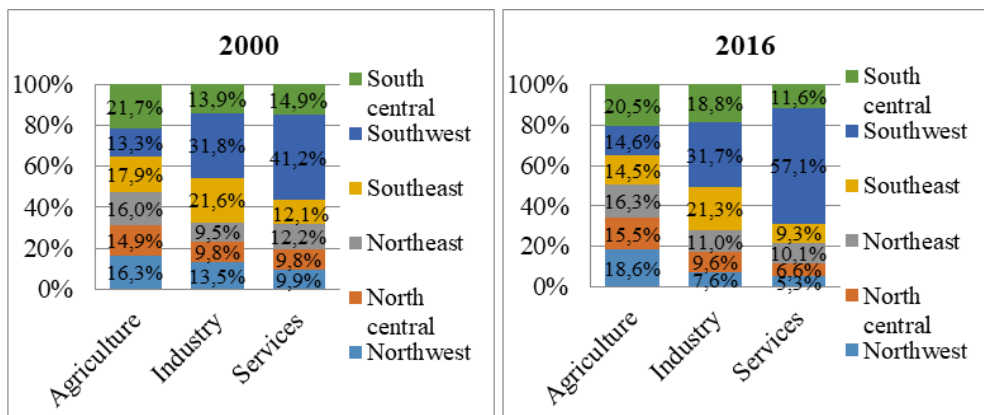 2000
100%
80%
60%
40%
20%
0%
21,7%
13,9%
14,9%
13,3%
31,8%
41,2%
17,9%
21,6%
12,1%
16,0%
9,5%
12,2%
14,9%
9,8%
9,8%
16,3%
13,5%
9,9%
Agriculture
Industry
Services
South
central
Southwest
Southeast
Northeast
North
central
Northwest
2016
100%
80%
60%
40%
20%
0%
20,5%
18,8%
11,6%
14,6%
31,7%
57,1%
14,5%
21,3%
9,3%
16,3%
11,0%
10,1%
15,5%
9,6%
6,6%
18,6%
7,6%
5,3%
Agriculture
Industry
Services
South
central
Southwest
Southeast
Northeast
North
central
Northwest